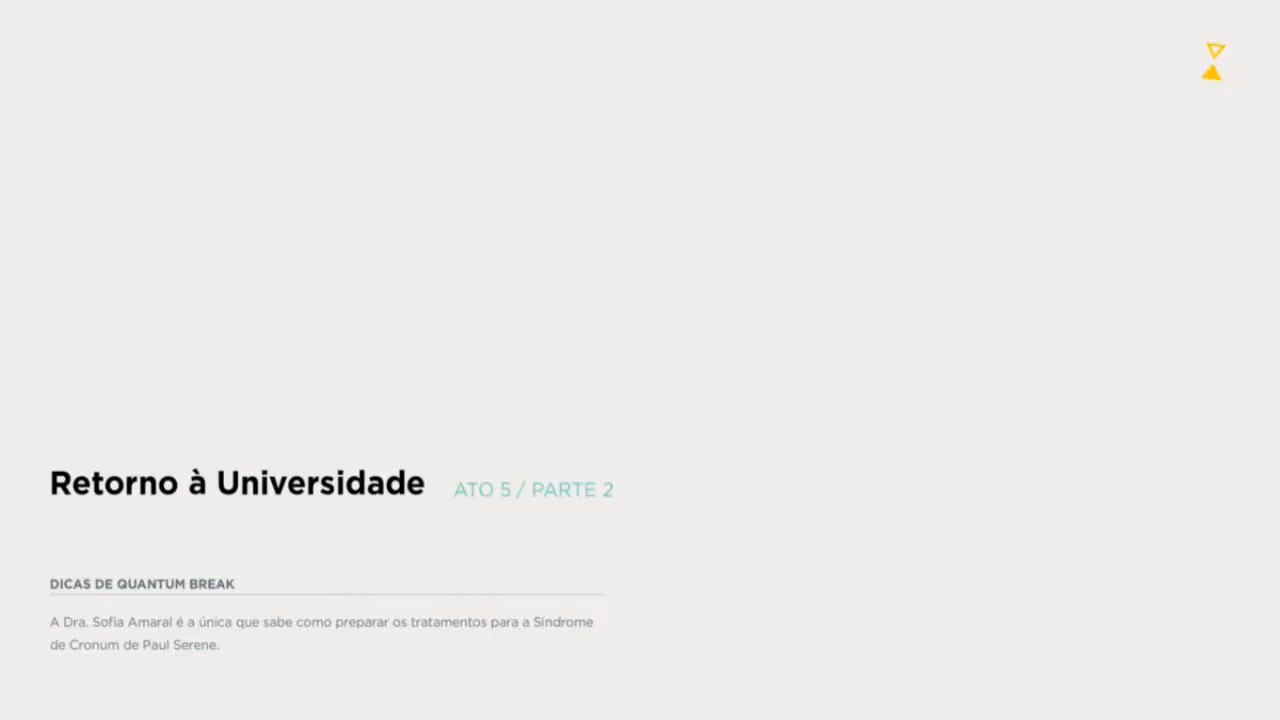 Retorno à Universidade ATO 5 / PARTE 2
DICAS DE QUANTUM BREAK
A Dra. Sofia Amaral é a única que sabe como preparar os tratamentos para a Síndrome
de Cronum de Paul Serene.